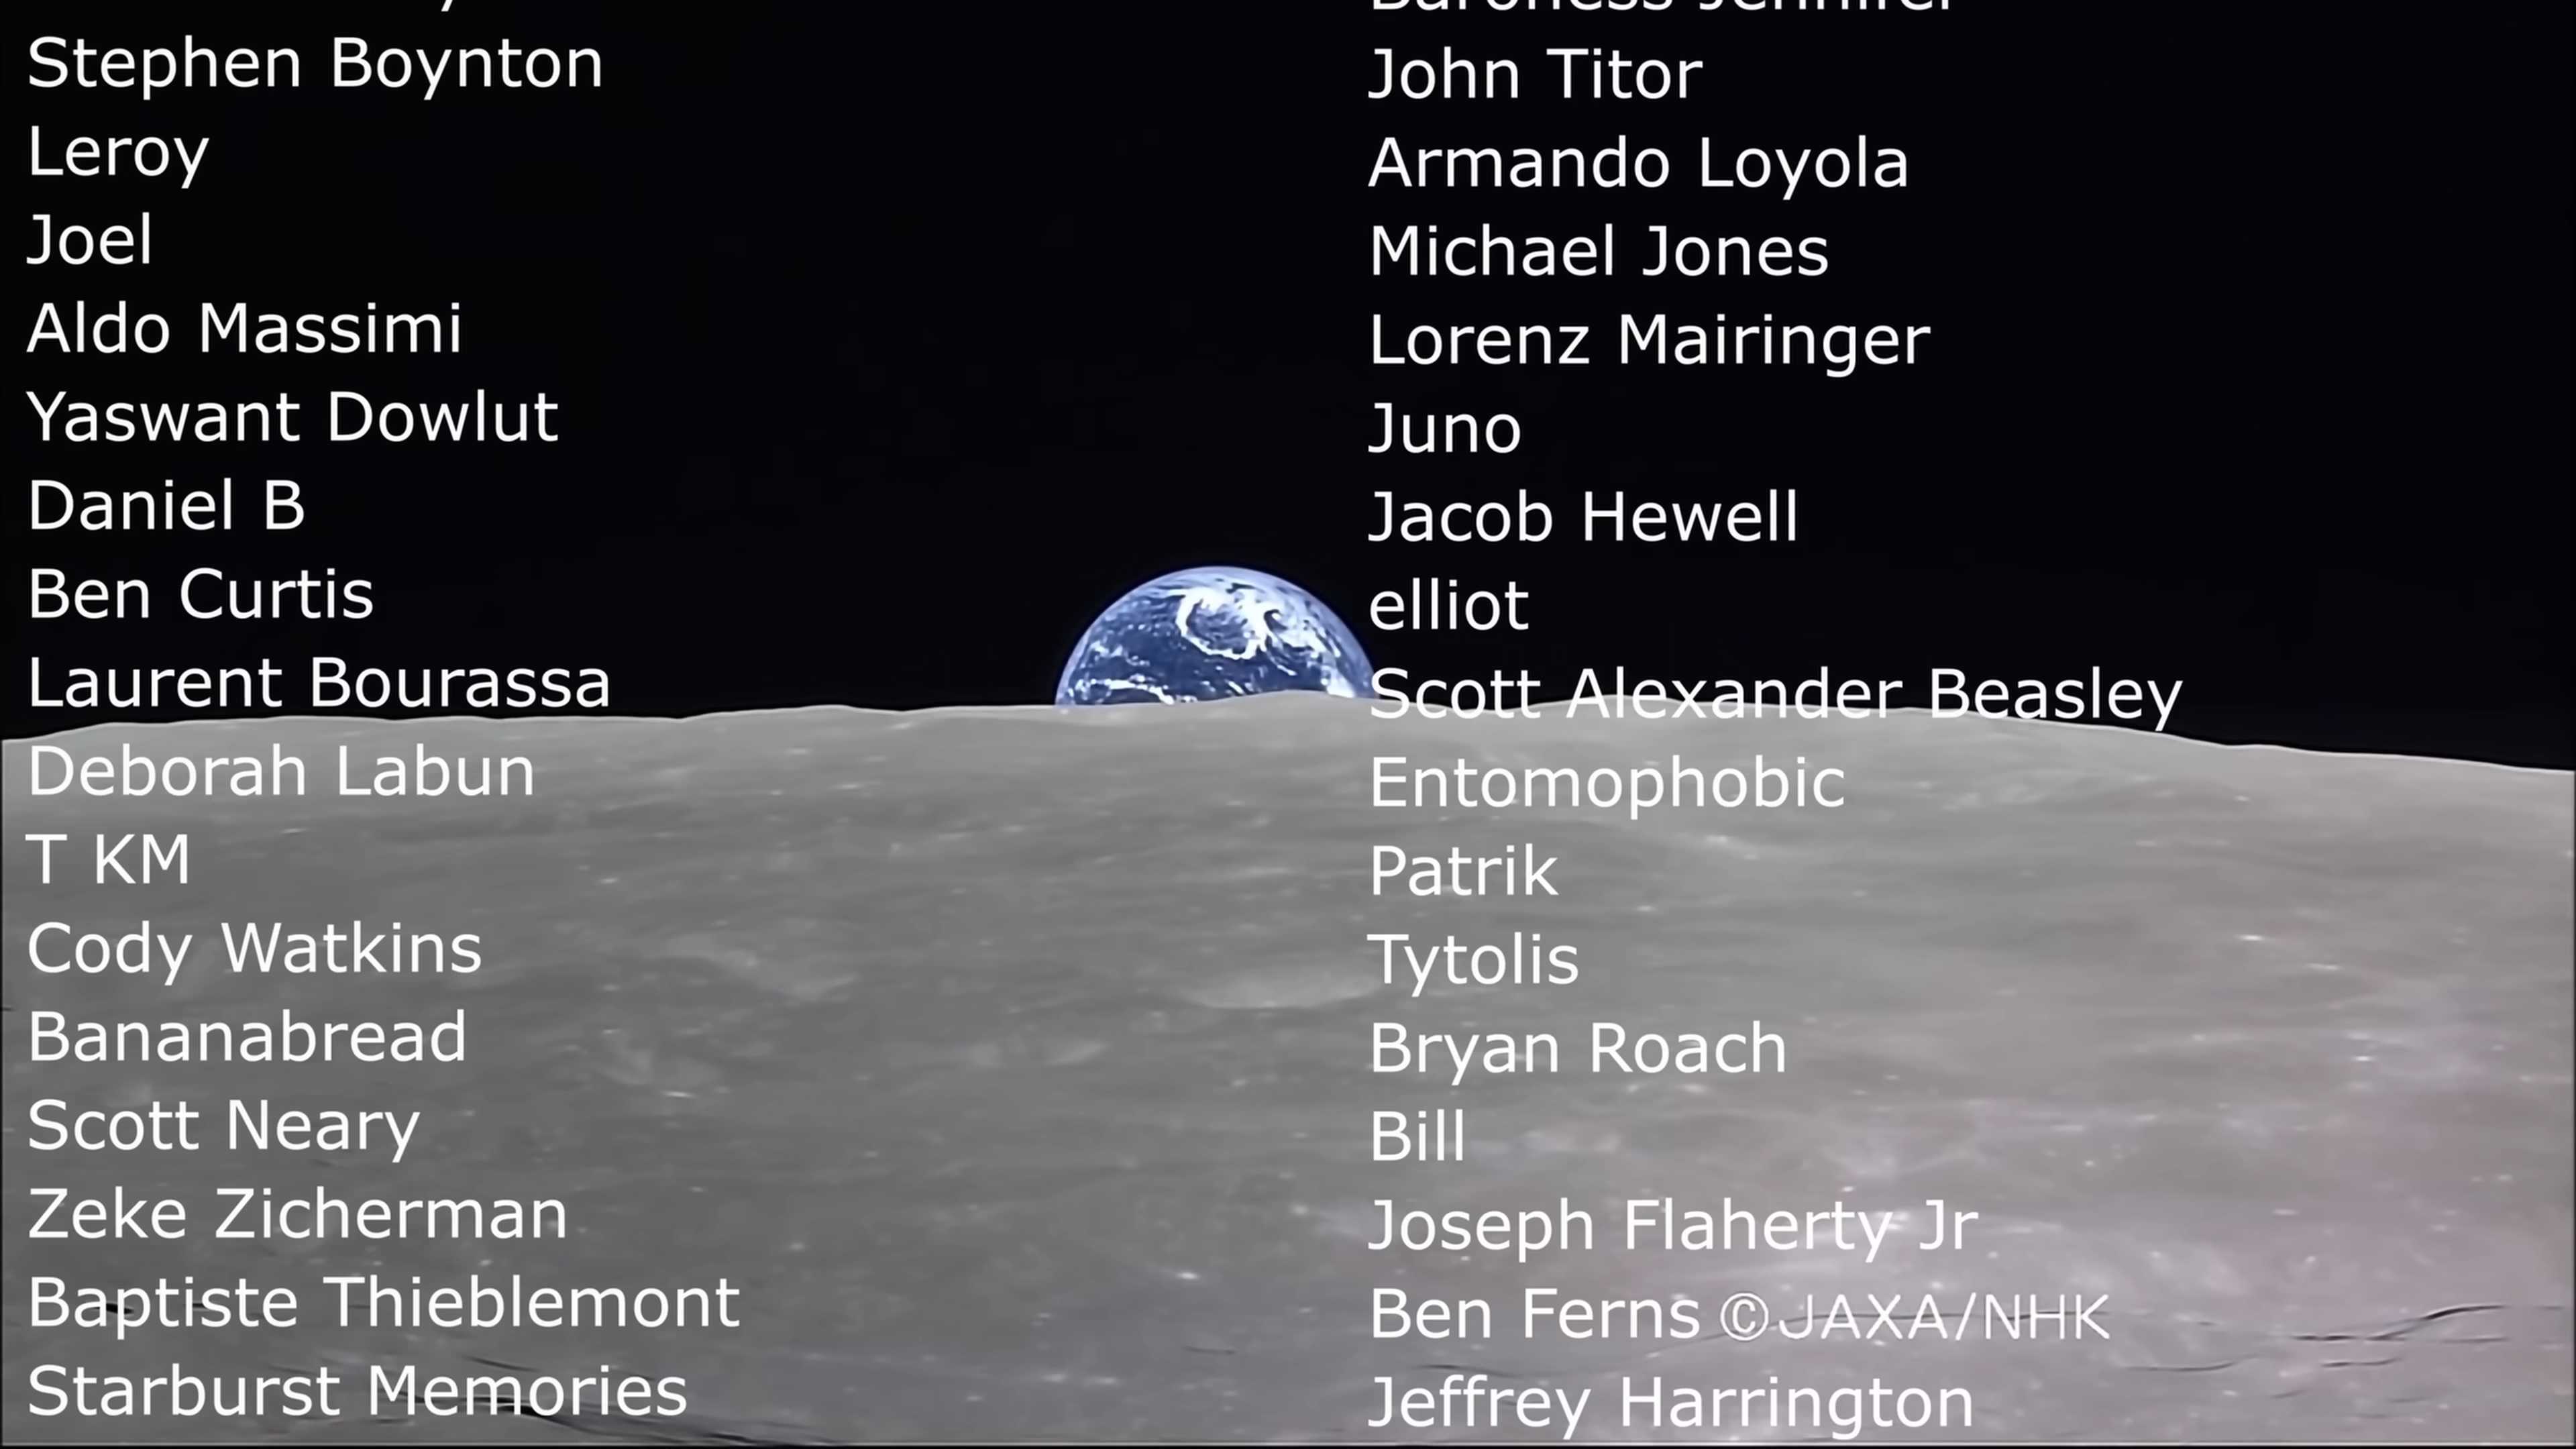 Stephen Boynton
Leroy
Joel
Aldo Massimi
Yaswant Dowlut
Daniel B
Ben Curtis
Laurent Bourassa
Deborah Labun
T KM
Cody Watkins
Bananabread
Scott Neary
Zeke Zicherman
Baptiste Thieblemont
Starburst Memories
Baroness Jennifer
John Titor
Armando Loyola
Michael Jones
Lorenz Mairinger
Juno
Jacob Hewell
elliot
Scott Alexander Beasley
Entomophobic
Patrik
Tytolis
Bryan Roach
Bill
Joseph Flaherty Jr
Ben Ferns ©JAXA/NHK
Jeffrey Harrington